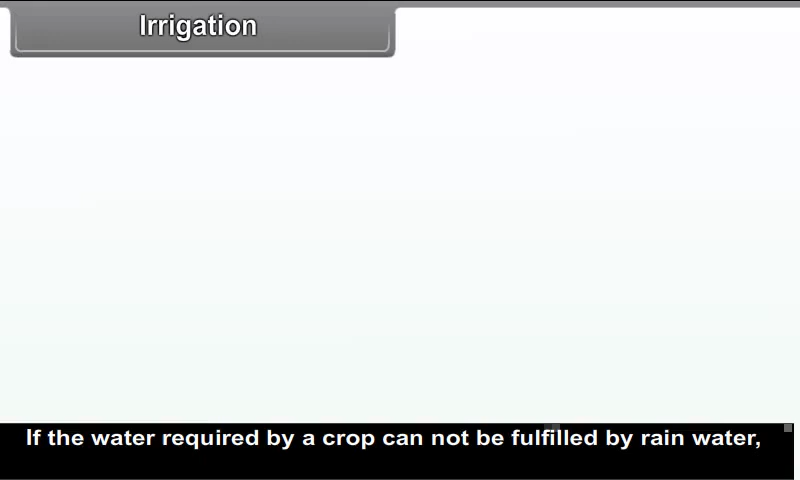 Irrigation
If the water required by a crop can not be fulfilled by rain water,